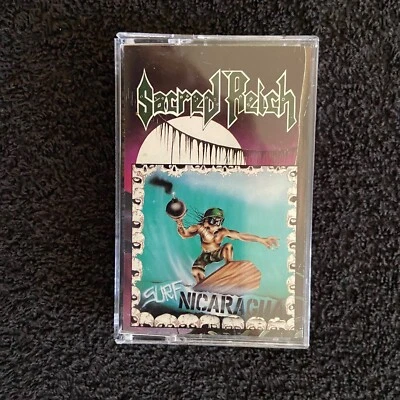 Sacred Reich
SURF
NICARAGUA